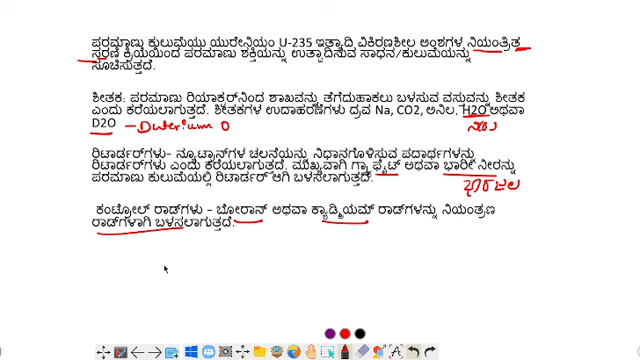 ಪರಮಾಣು ಕುಲುಮೆಯು ಯುರೇನಿಯಂ U-235 ಇತ್ಯಾದಿ ವಿಕಿರಣಶೀಲ ಅಂಶಗಳ ನಿಯಂತ್ರಿತ
ಸರಣಿ ಕ್ರಿಯೆಯಿಂದ ಪರಮಾಣು ಶಕ್ತಿಯನ್ನು ಉತ್ಪಾದಿಸುವ ಸಾಧನ/ಕುಲುಮೆಯನ್ನು
ಸೂಚಿಸುತ್ತದೆ.
ಶೀತಕ: ಪರಮಾಣು ರಿಯಾಕ್ಟರ್‌ನಿಂದ ಶಾಖವನ್ನು ತೆಗೆದುಹಾಕಲು ಬಳಸುವ ವಸ್ತುವನ್ನು ಶೀತಕ
ಎಂದು ಕರೆಯಲಾಗುತ್ತದೆ. ಶೀತಕಗಳ ಉದಾಹರಣೆಗಳು ದ್ರವ Na, CO2, ಅನಿಲ, H2O ಅಥವಾ
D2O – Duterium O ನೀರು
ರಿಟಾರ್ಡರ್‌ಗಳು- ನ್ಯೂಟ್ರಾನ್‌ಗಳ ಚಲನೆಯನ್ನು ನಿಧಾನಗೊಳಿಸುವ ಪದಾರ್ಥಗಳನ್ನು
ರಿಟಾರ್ಡರ್‌ಗಳು ಎಂದು ಕರೆಯಲಾಗುತ್ತದೆ. ಮುಖ್ಯವಾಗಿ ಗ್ರಾಫೈಟ್ ಅಥವಾ ಭಾರೀ ನೀರನ್ನು
ಪರಮಾಣು ಕುಲುಮೆಯಲ್ಲಿ ರಿಟಾರ್ಡರ್ ಆಗಿ ಬಳಸಲಾಗುತ್ತದೆ.
ಭಾರಜಲ
ಕಂಟ್ರೋಲ್ ರಾಡ್‌ಗಳು - ಬೋರಾನ್ ಅಥವಾ ಕ್ಯಾಡ್ಮಿಯಮ್ ರಾಡ್‌ಗಳನ್ನು ನಿಯಂತ್ರಣ
ರಾಡ್‌ಗಳಾಗಿ ಬಳಸಲಾಗುತ್ತದೆ.